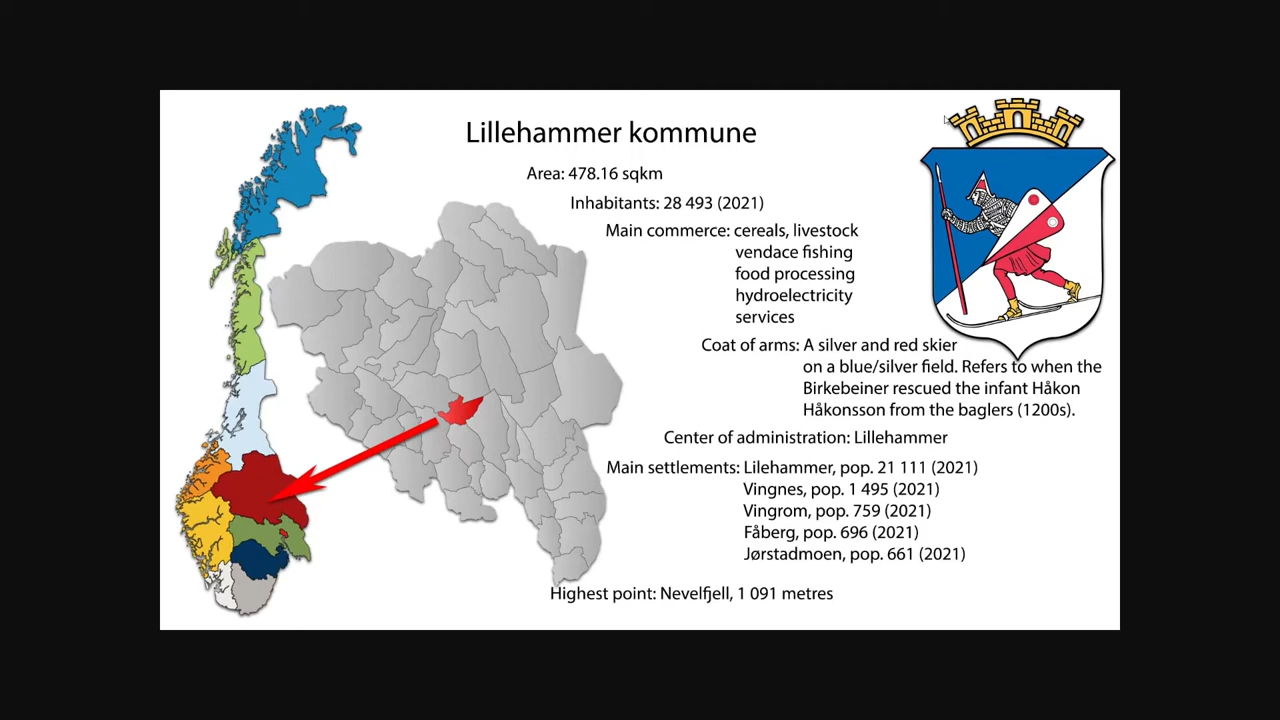 Lillehammer kommune
Area: 478.16 sqkm
Inhabitants: 28 493 (2021)
Main commerce: cereals, livestock
vendace fishing
food processing
hydroelectricity
services
Coat of arms: A silver and red skier
on a blue/silver field. Refers to when the
Birkebeiner rescued the infant Håkon
Håkonsson from the baglers (1200s).
Center of administration: Lillehammer
Main settlements: Lilehammer, pop. 21 111 (2021)
Vingnes, pop. 1 495 (2021)
Vingrom, pop. 759 (2021)
Fåberg, pop. 696 (2021)
Jørstadmoen, pop. 661 (2021)
Highest point: Nevelfjell, 1 091 metres